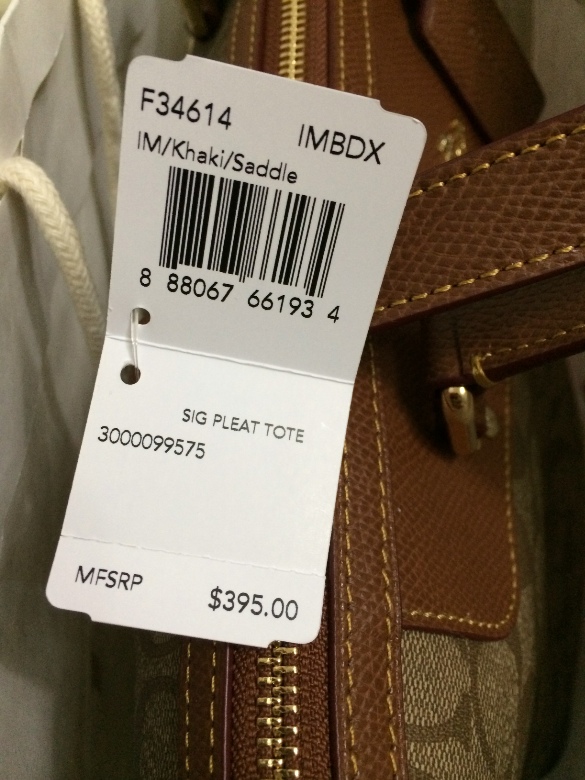 F34614 IMBDX
IM/Khaki/Saddle
8 88067 66193 4
SIG PLEAT TOTE
3000099575
MFSRP $395.00